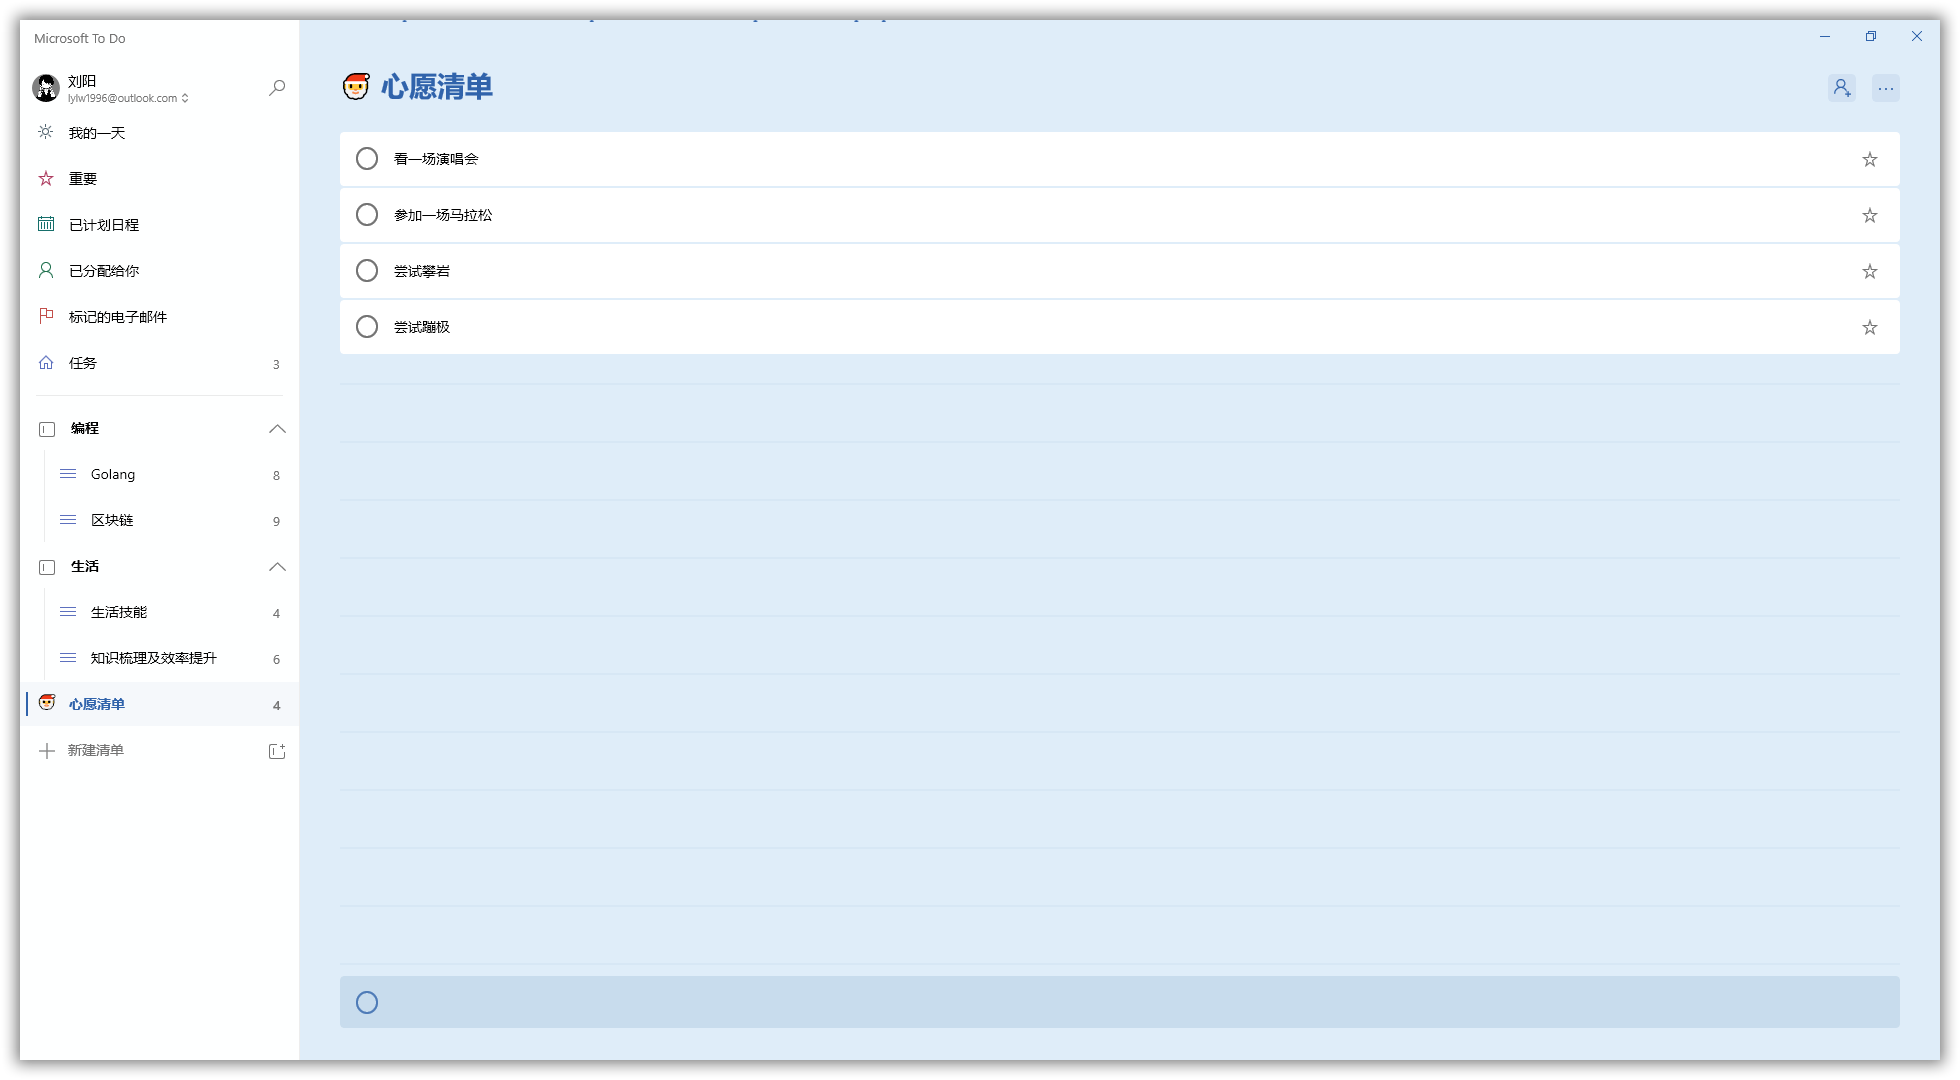 Microsoft To Do
刘阳
lylw1996@outlook.com
我的一天
重要
已计划日程
已分配给你
标记的电子邮件
任务 3
编程
Golang 8
区块链 9
生活
生活技能 4
知识梳理及效率提升 6
心愿清单 4
新建清单
心愿清单
看一场演唱会
参加一场马拉松
尝试攀岩
尝试蹦极